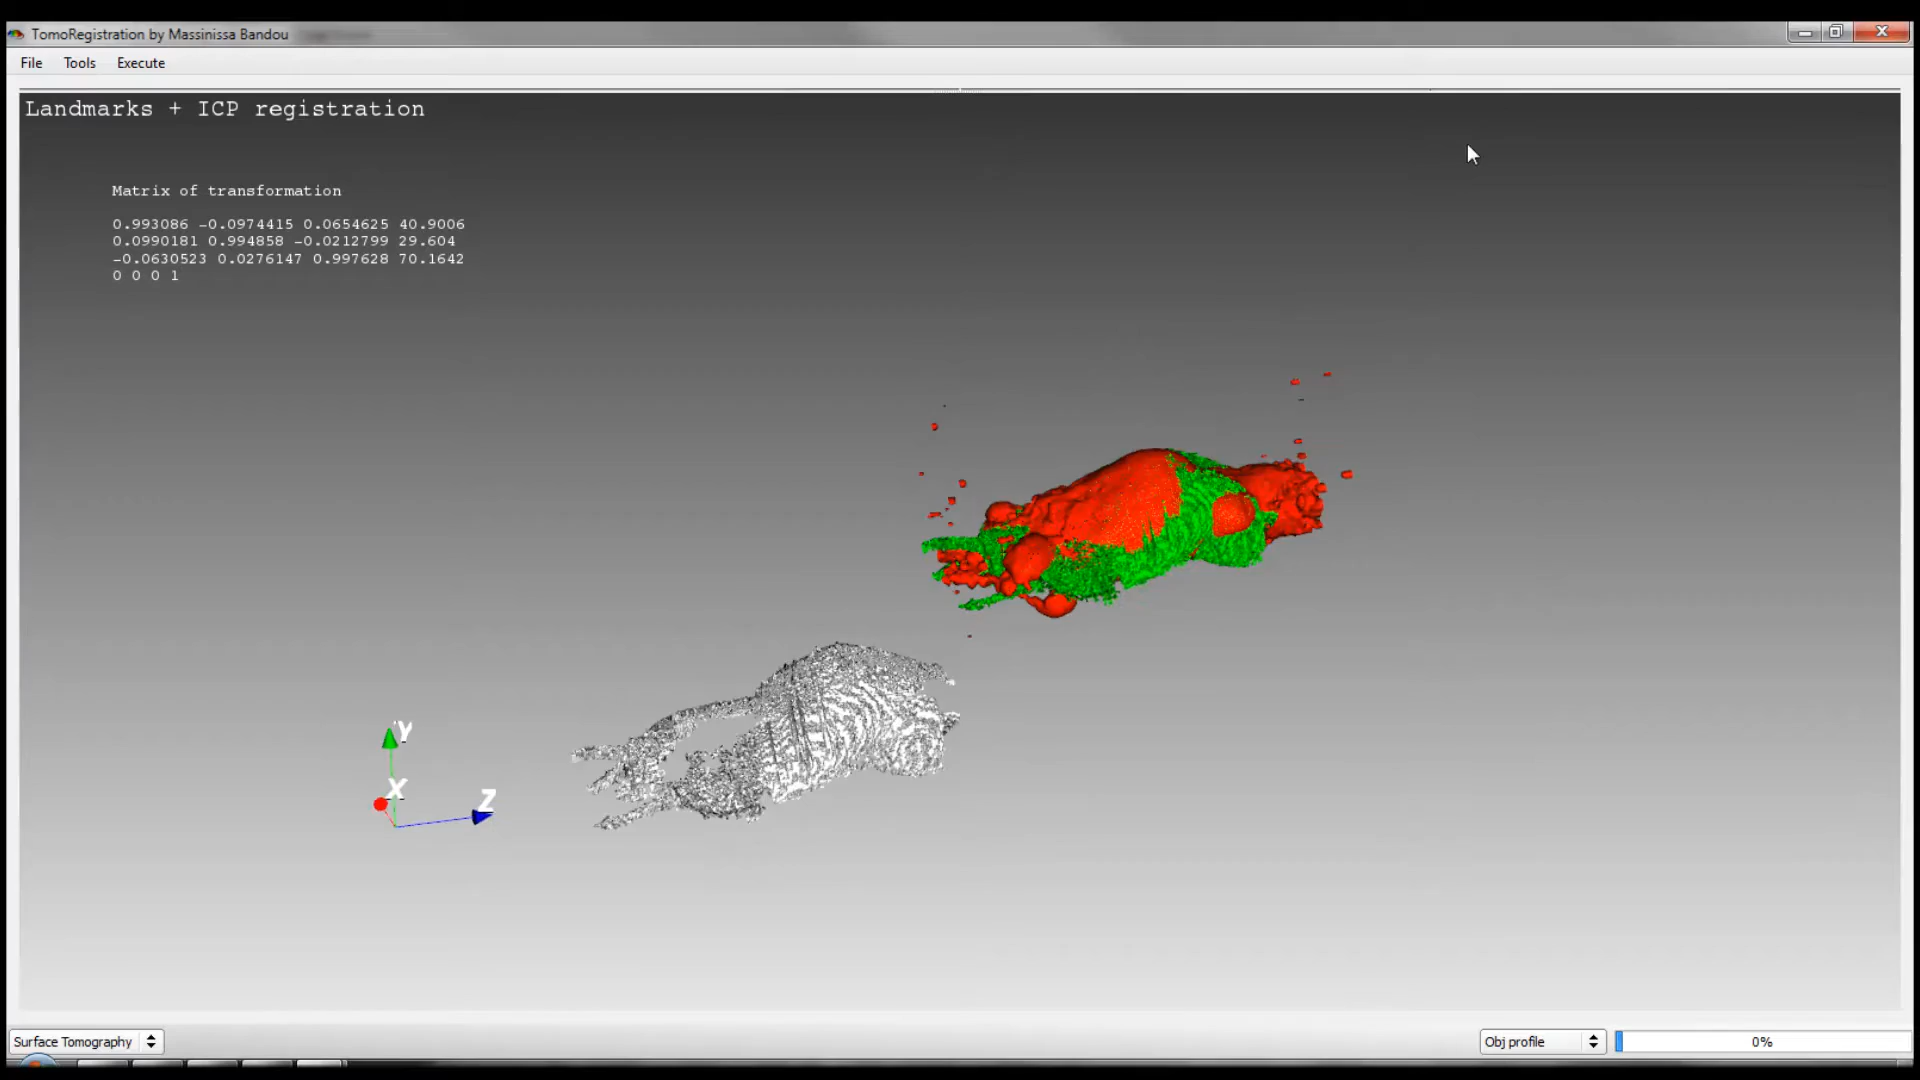 TomoRegistration by Massinissa Bandou
File Tools Execute
Landmarks + ICP registration
Matrix of transformation
0.993086 -0.0974415 0.0654625 40.9006
0.0990181 0.994858 -0.0212799 29.604
-0.0630523 0.0276147 0.997628 70.1642
0 0 0 1
Y
X
Z
Surface Tomography
Obj profile
0%